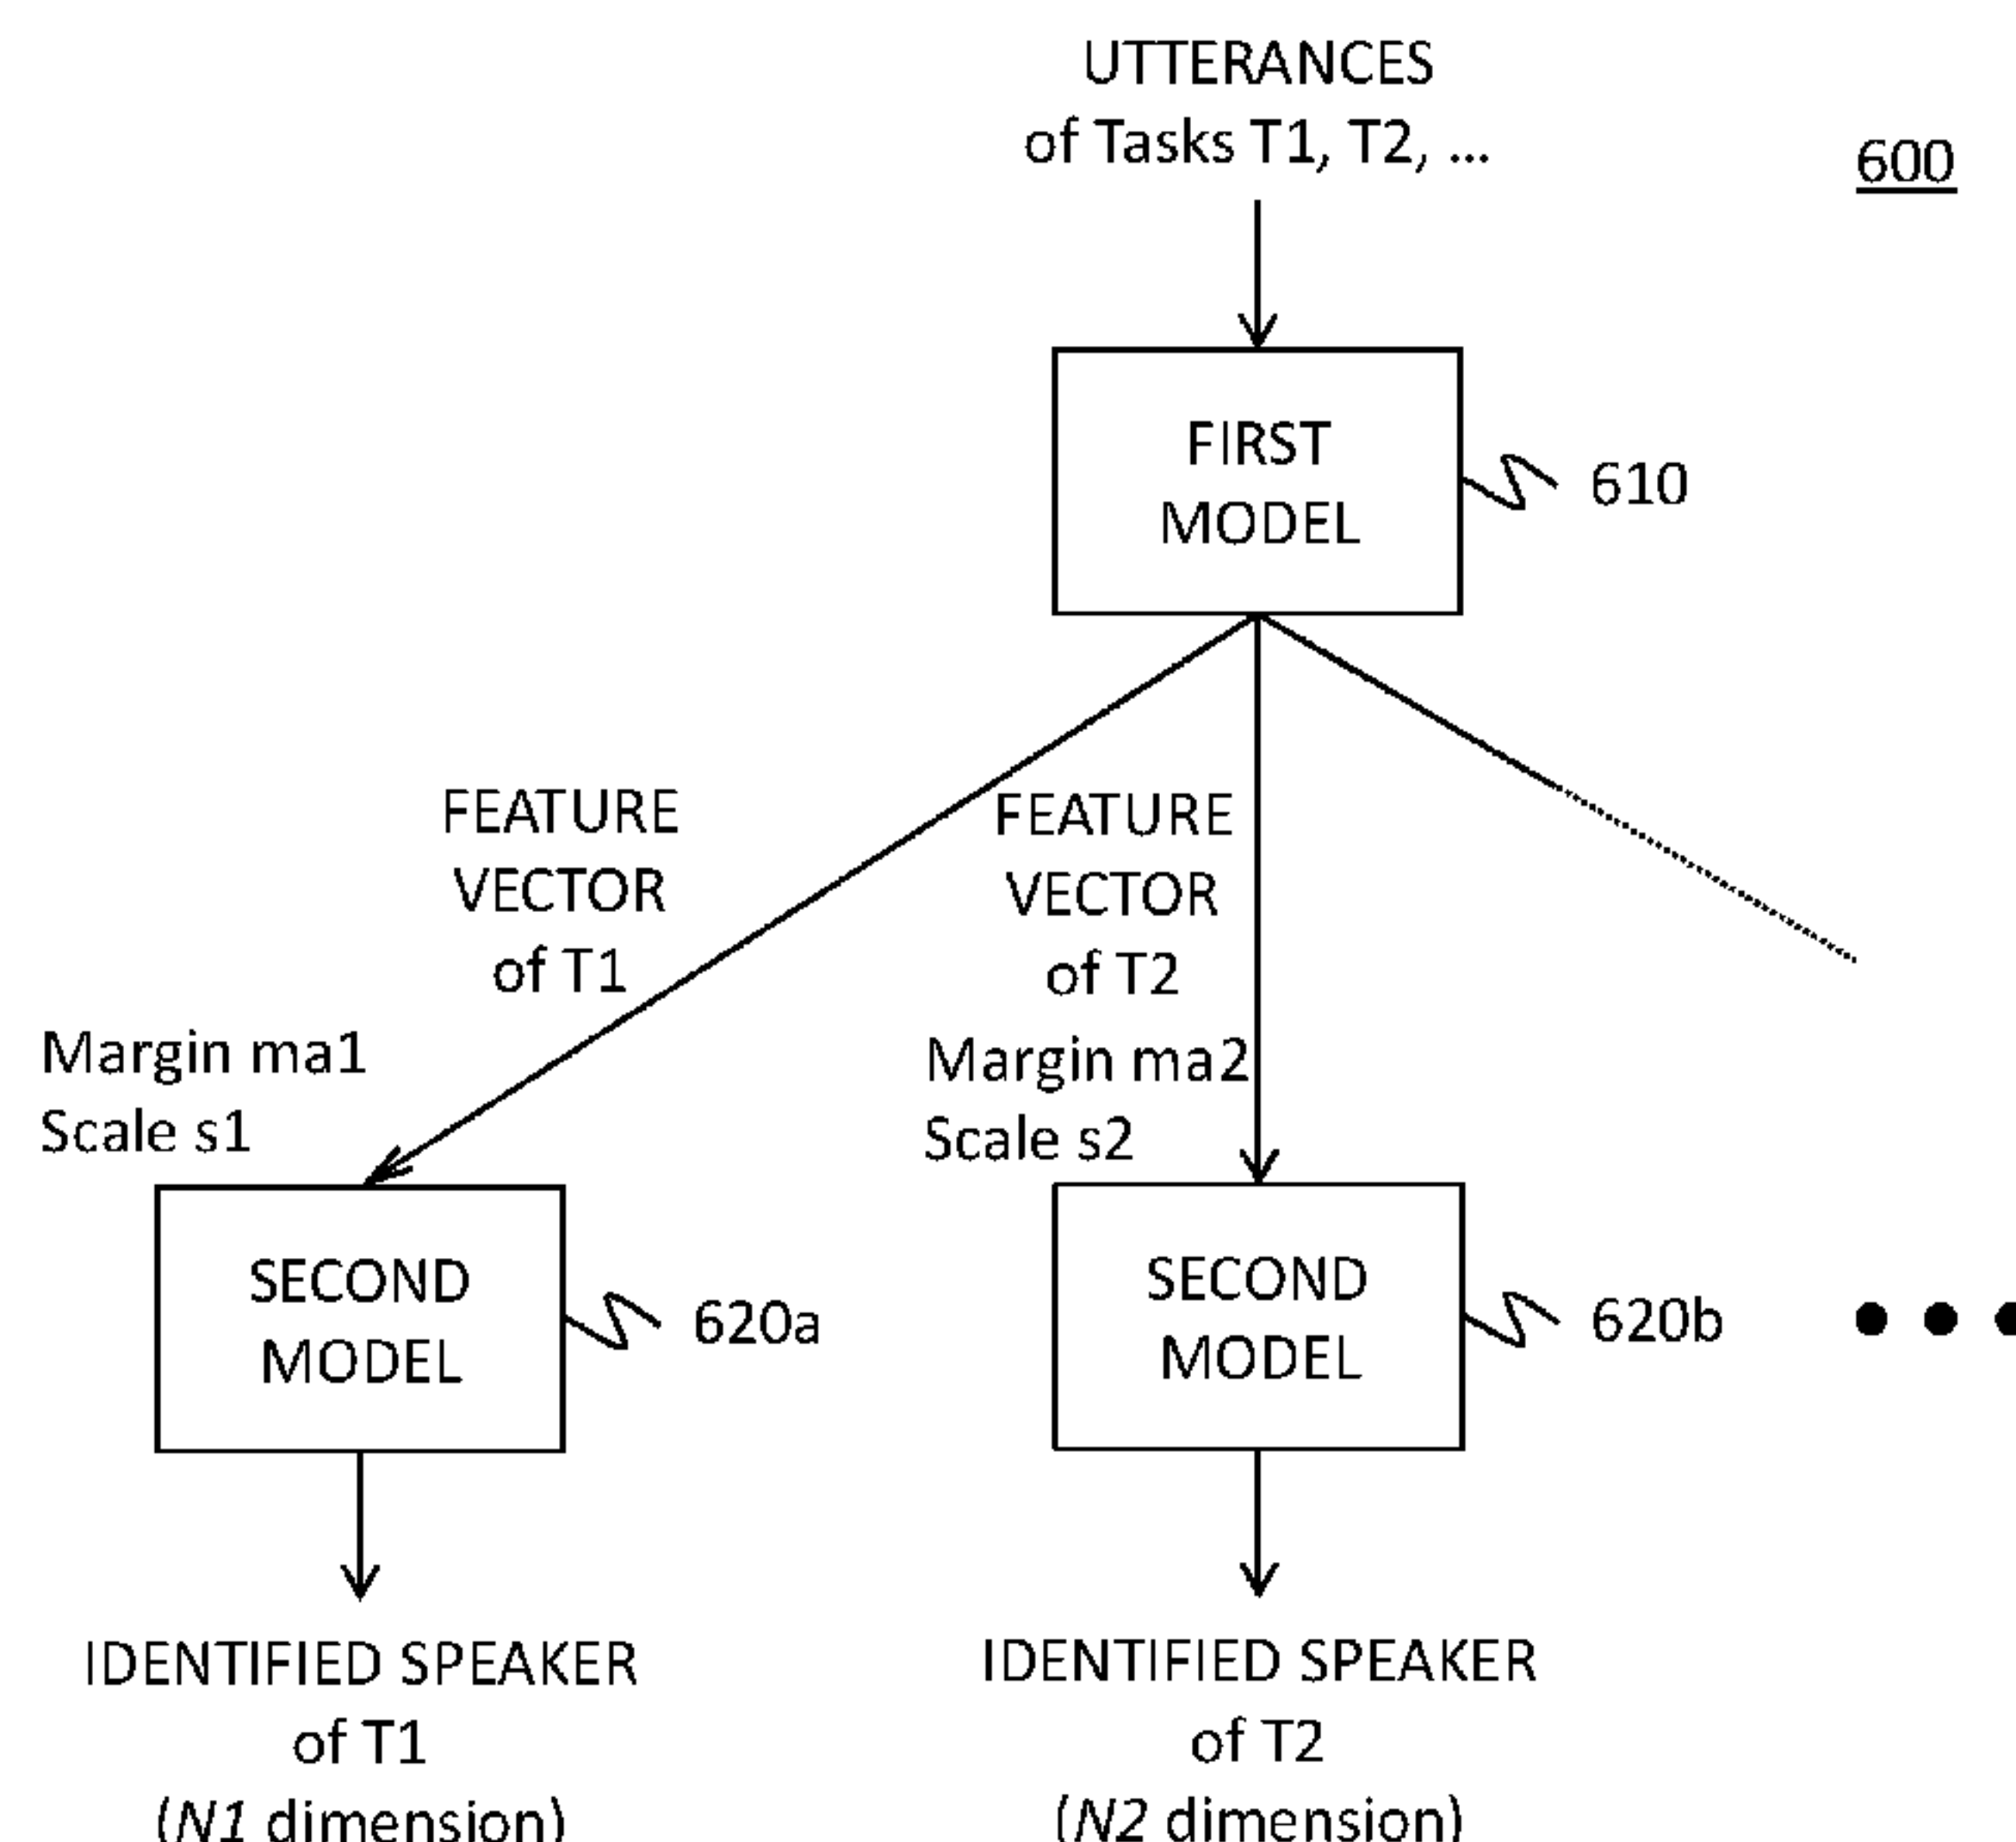 UTTERANCES
of Tasks T1, T2, ...
600
FIRST
MODEL
610
FEATURE
VECTOR
of T1
FEATURE
VECTOR
of T2
Margin ma1
Scale s1
Margin ma2
Scale s2
SECOND
MODEL
620a
SECOND
MODEL
620b
IDENTIFIED SPEAKER
of T1
(N1 dimension)
IDENTIFIED SPEAKER
of T2
(N2 dimension)